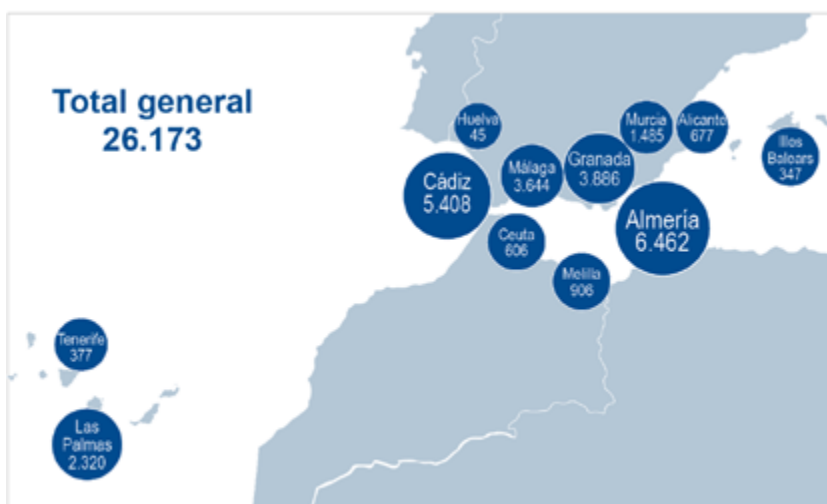 Total general
26.173
Huelva
45
Murcia
1.485
Alicante
677
Illes
Balears
347
Cádiz
5.408
Málaga
3.644
Granada
3.886
Almería
6.462
Ceuta
606
Melilla
906
Tenerife
377
Las
Palmas
2.320